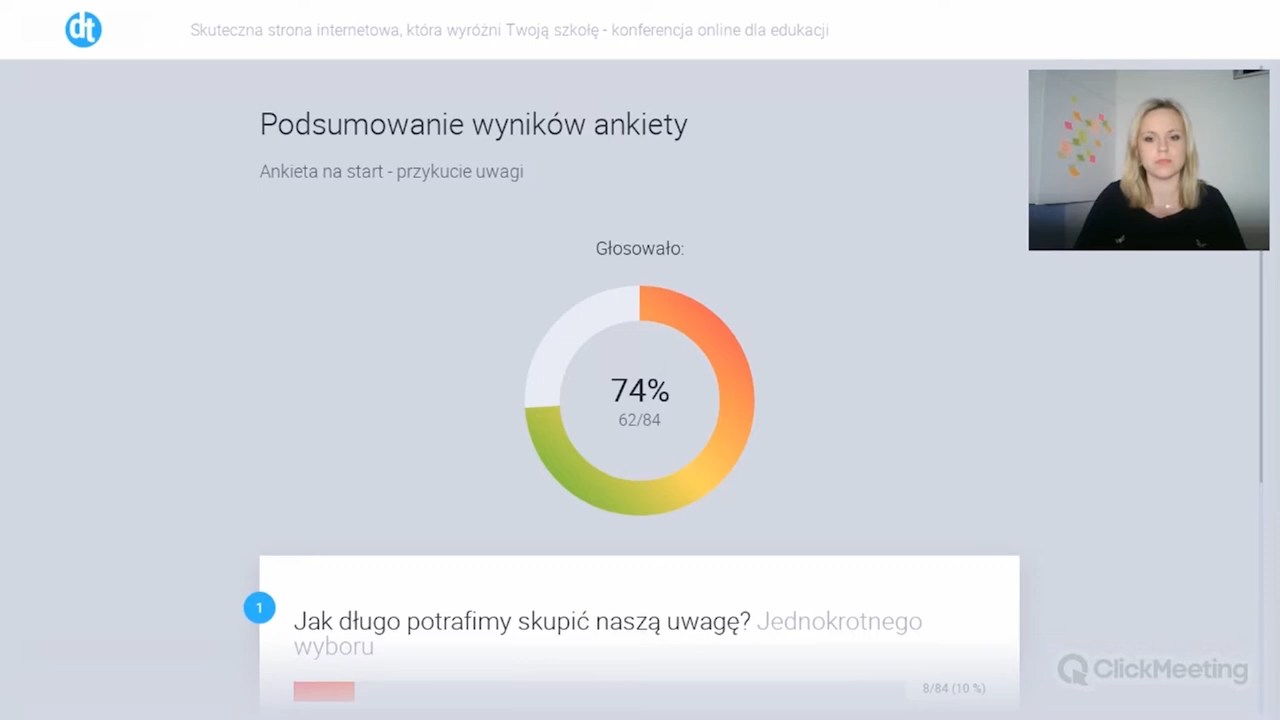 dt
Skuteczna strona internetowa, która wyróżni Twoją szkołę - konferencja online dla edukacji
Podsumowanie wyników ankiety
Ankieta na start - przykucie uwagi
Głosowało:
74%
62/84
1
Jak długo potrafimy skupić naszą uwagę? Jednokrotnego
wyboru
8/84 (10 %)
ClickMeeting